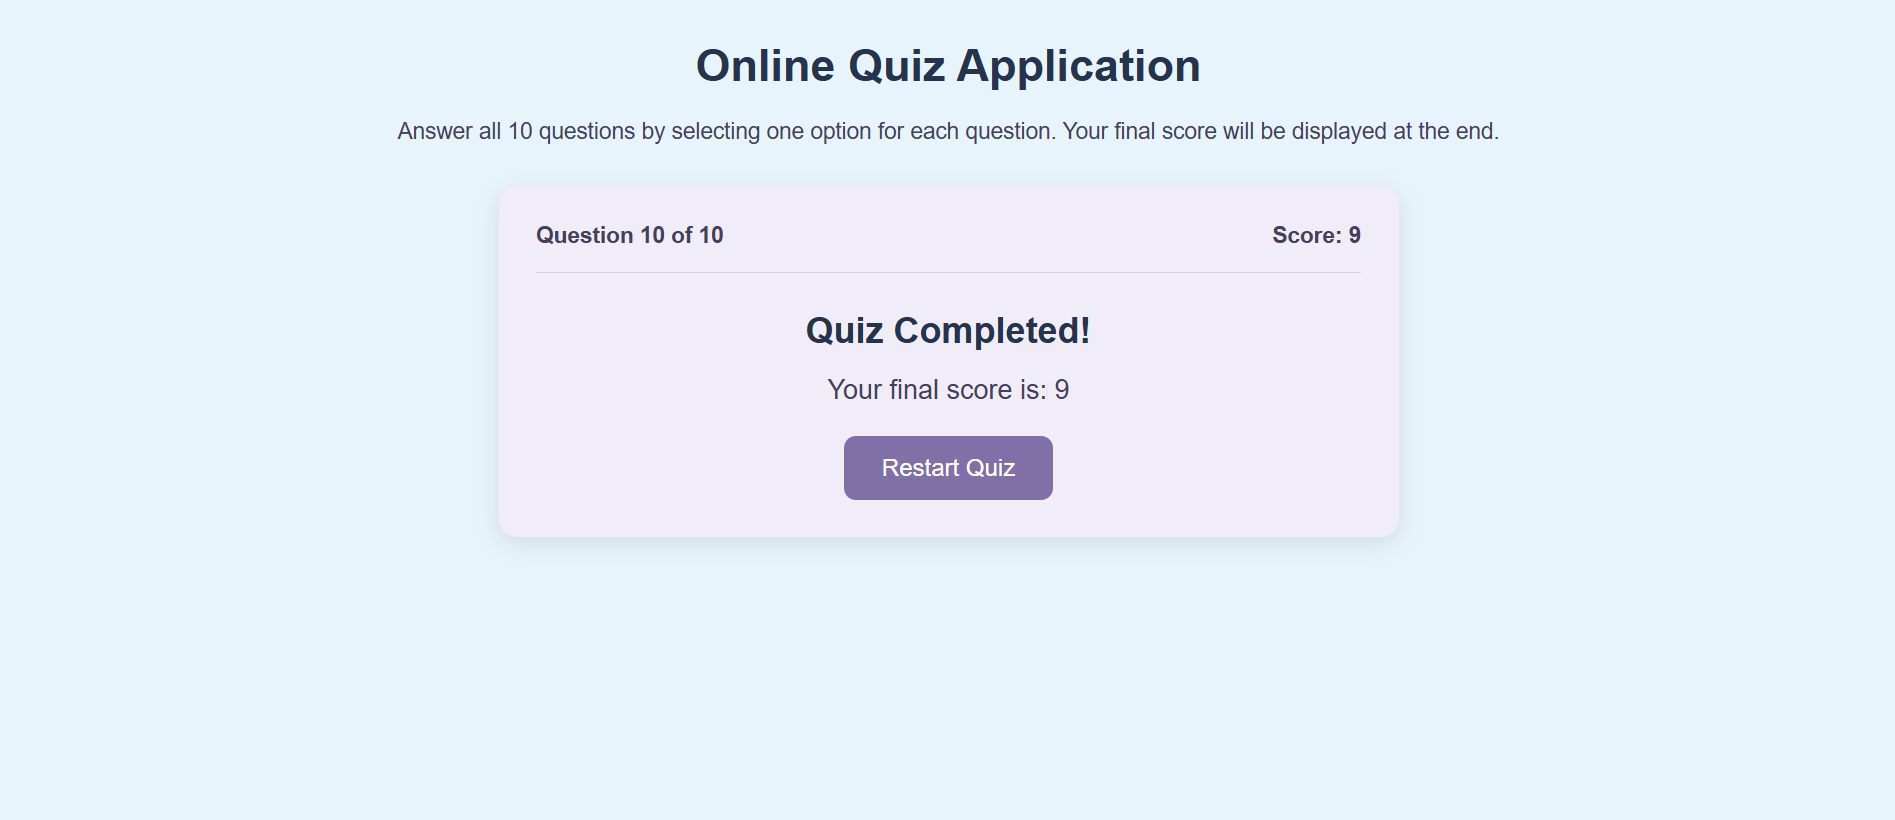 Online Quiz Application
Answer all 10 questions by selecting one option for each question. Your final score will be displayed at the end.
Question 10 of 10
Score: 9
Quiz Completed!
Your final score is: 9
Restart Quiz